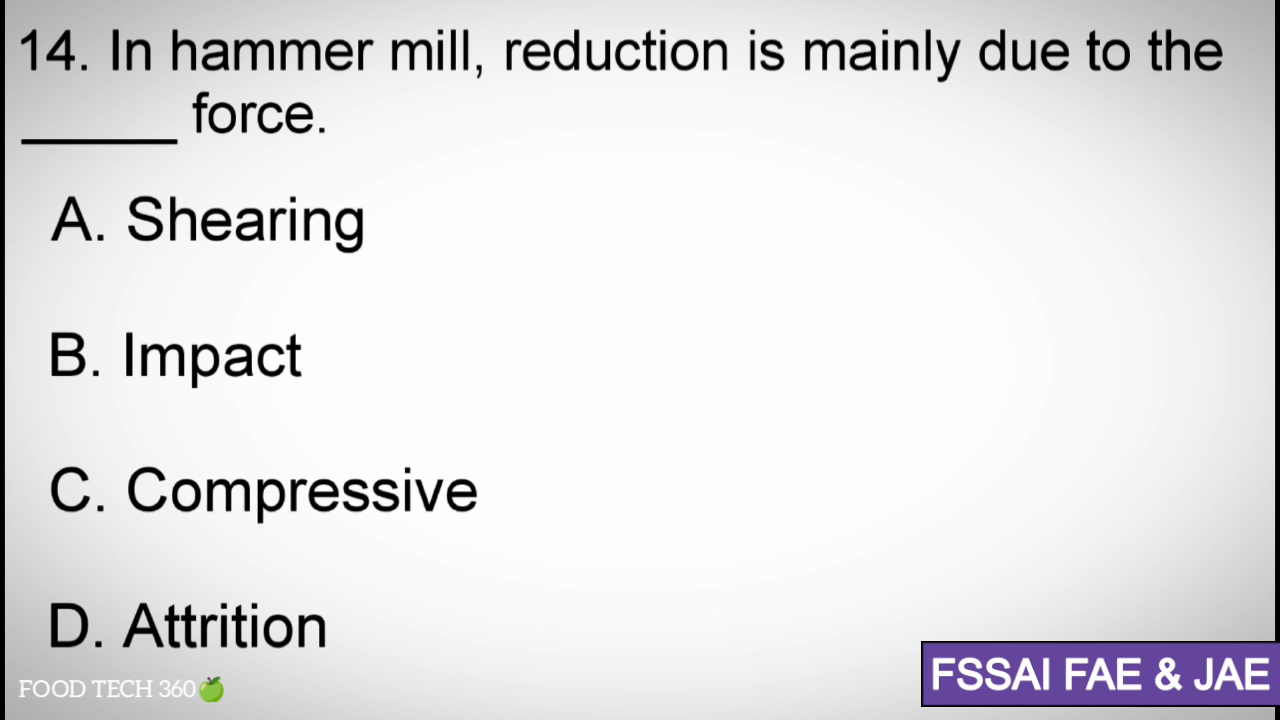 14. In hammer mill, reduction is mainly due to the
_____ force.
A. Shearing
B. Impact
C. Compressive
D. Attrition
FOOD TECH 360🍏
FSSAI FAE & JAE